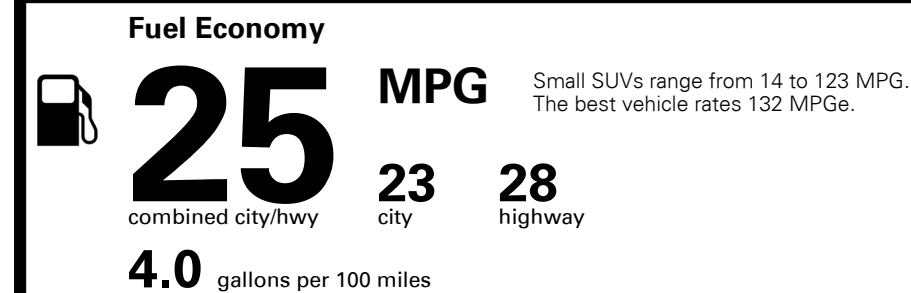 Fuel Economy
25
MPG
Small SUVs range from 14 to 123 MPG.
The best vehicle rates 132 MPGe.
combined city/hwy
23
city
28
highway
4.0 gallons per 100 miles